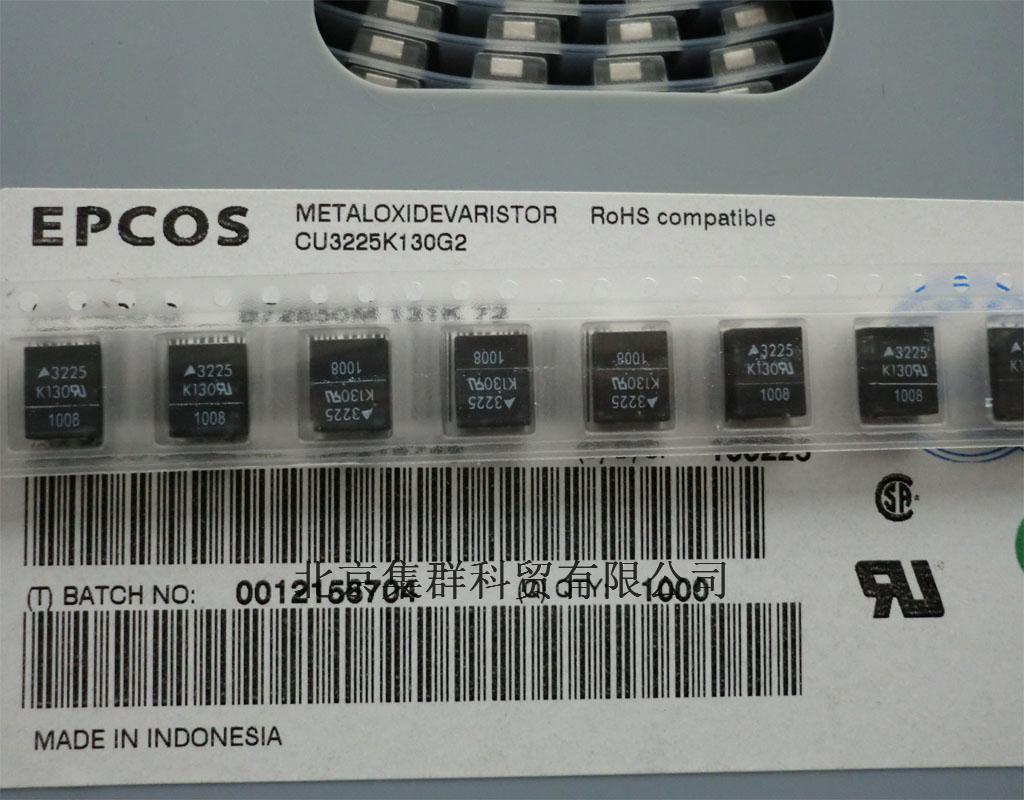 EPCOS
METALOXIDEVARISTOR RoHS compatible
CU3225K130G2
3225
K130
1008
3225
K130
1008
3225
K130
1008
3225
K130
1008
3225
K130
1008
3225
K130
1008
3225
K130
1008
北京集群科贸有限公司
(T) BATCH NO: 0012158704 (Q) QTY: 1000
MADE IN INDONESIA